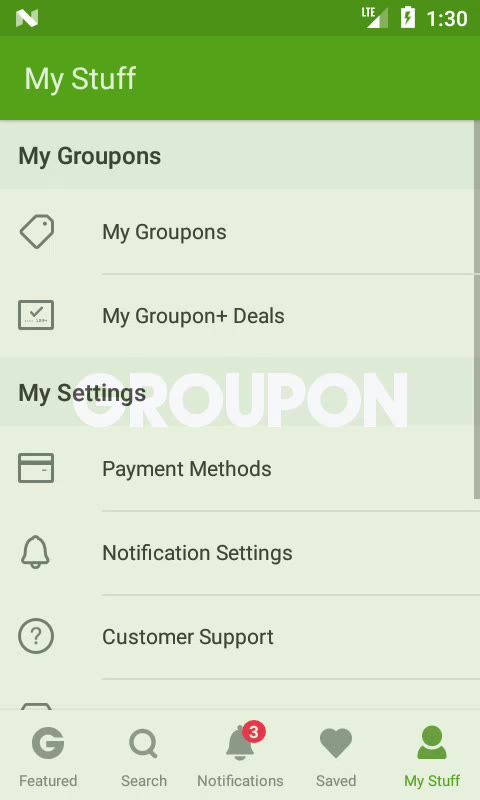 LTE
1:30
My Stuff
My Groupons
My Groupons
My Groupon+ Deals
My Settings
GROUPON
Payment Methods
Notification Settings
? Customer Support
3
G
Featured
Search
Notifications
Saved
My Stuff